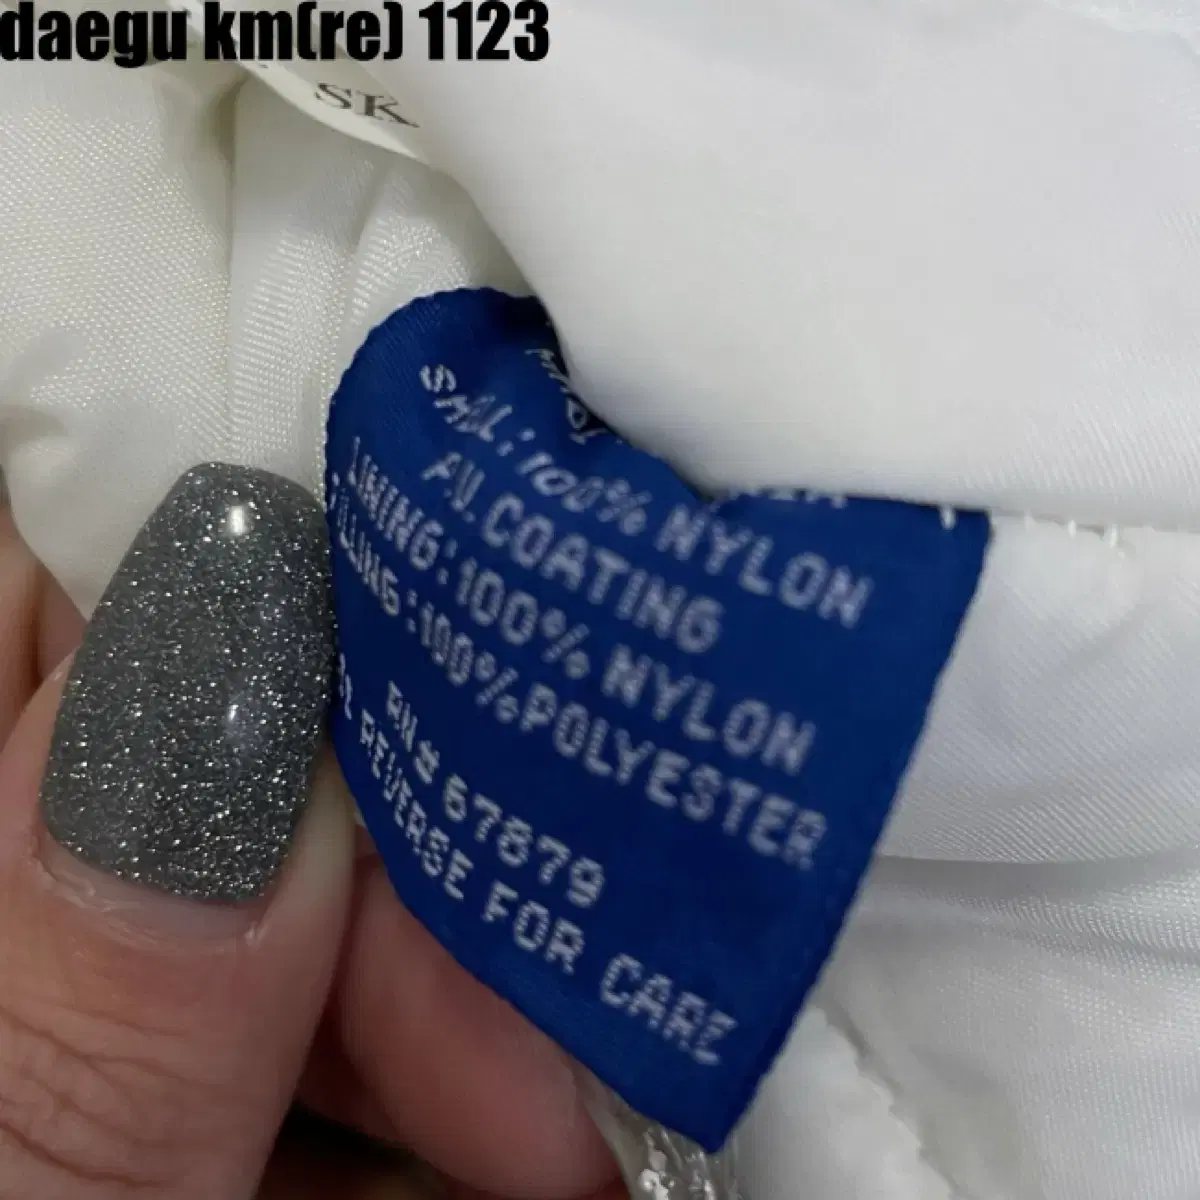 daegu km(re) 1123
SK
SHELL: 100% NYLON
P.U. COATING
LINING: 100% NYLON
FILLING: 100% POLYESTER
RN# 67879
REVERSE FOR CARE